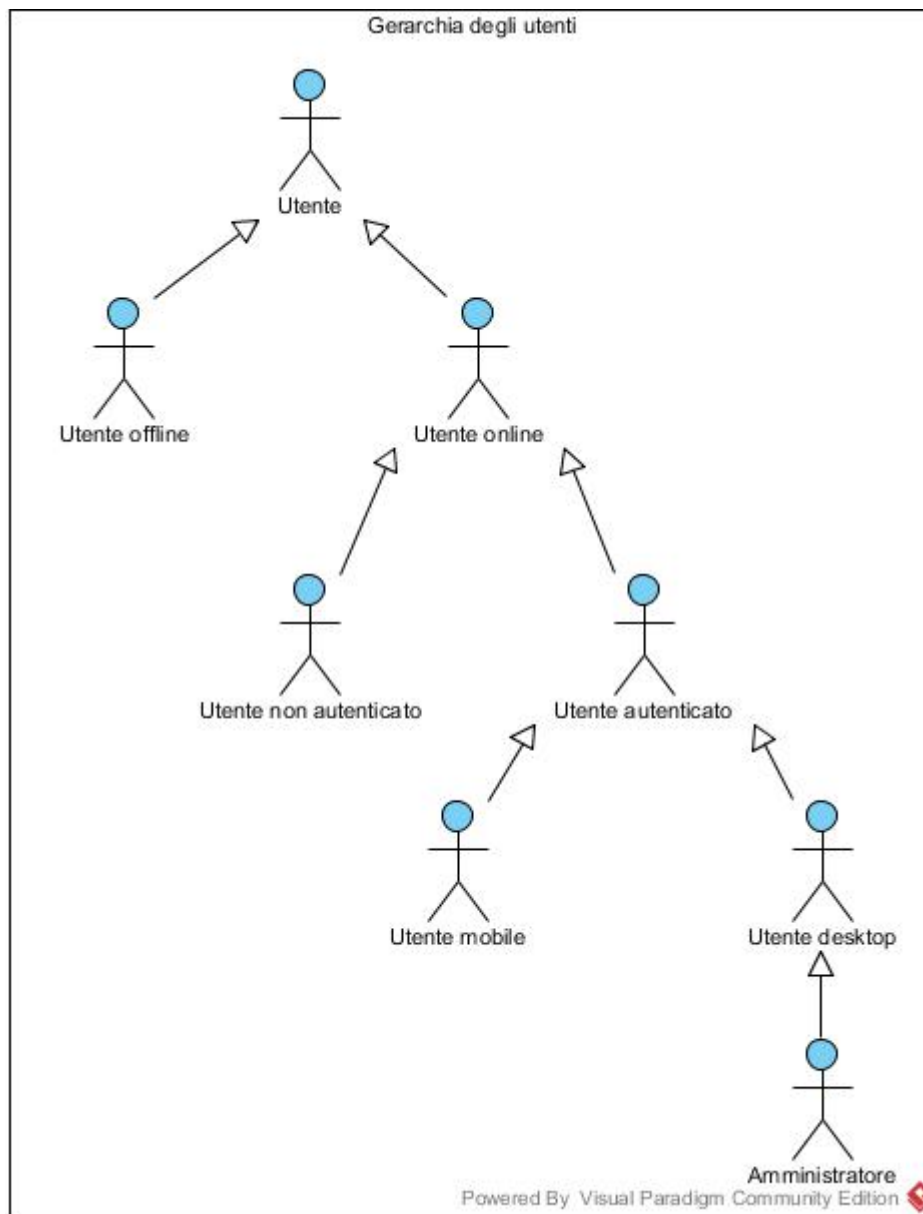 Gerarchia degli utenti
Utente
Utente offline
Utente online
Utente non autenticato
Utente autenticato
Utente mobile
Utente desktop
Amministratore
Powered By Visual Paradigm Community Edition